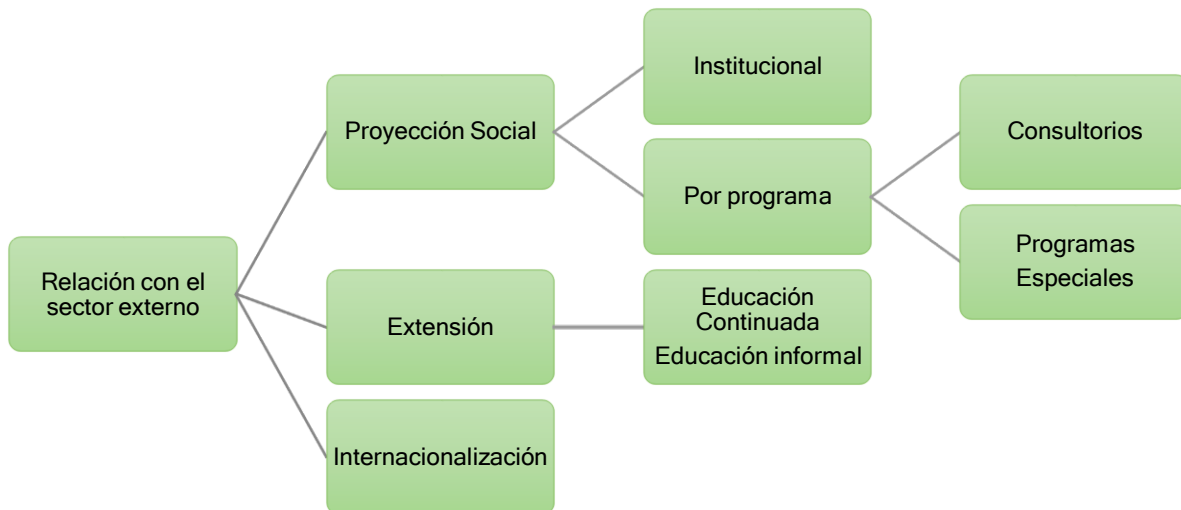 Relación con el
sector externo
Proyección Social
Institucional
Por programa
Consultorios
Programas
Especiales
Extensión
Educación
Continuada
Educación informal
Internacionalización